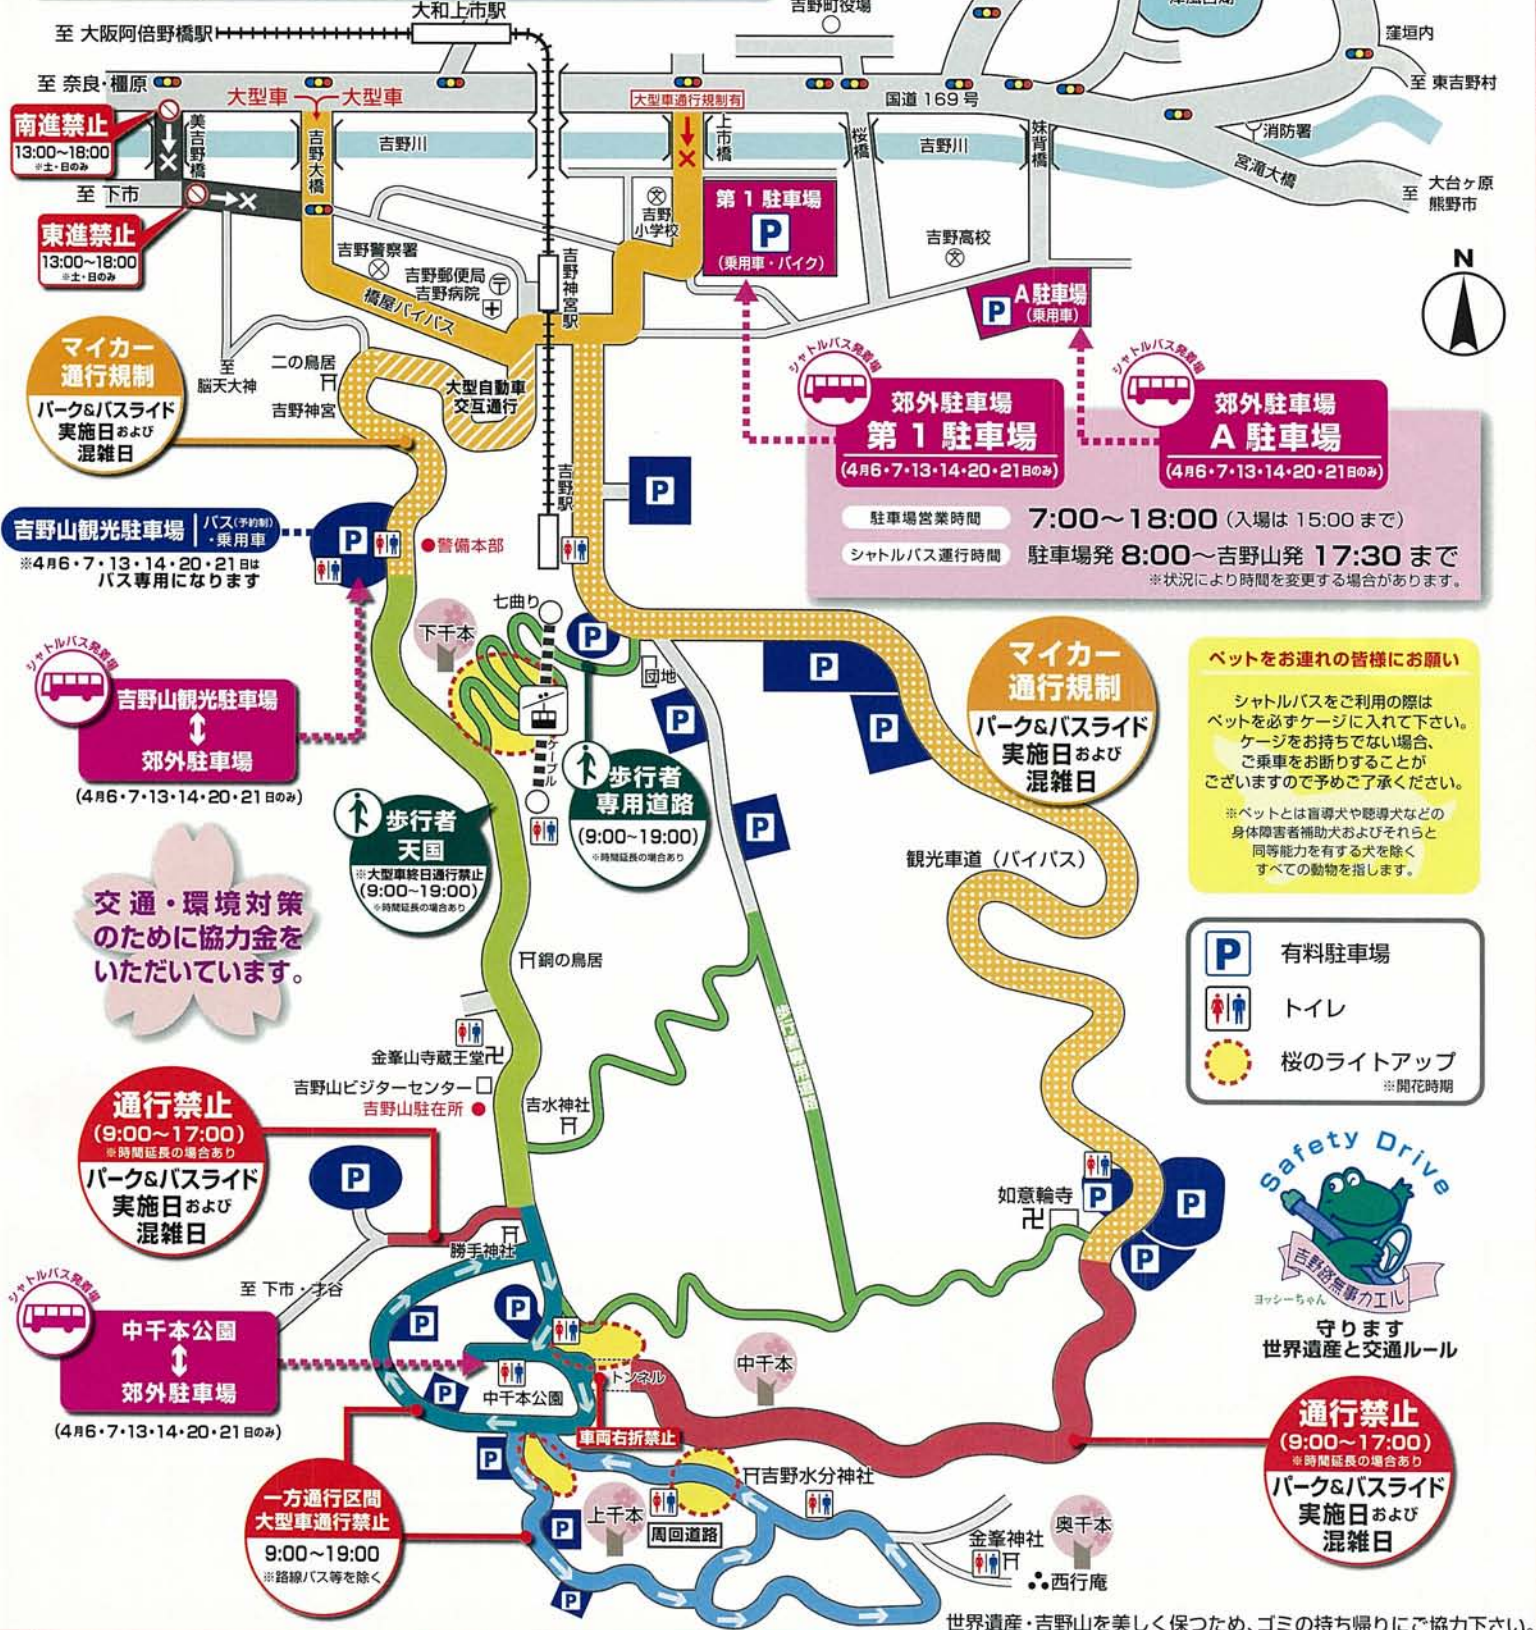 大和上市駅
吉野町役場
至 大阪阿倍野橋駅
窪垣内
至 東吉野村
至 奈良・橿原
大型車
大型車
大型車通行規制有
国道169号
南進禁止
13:00～18:00
※土・日のみ
美吉野橋
吉野大橋
吉野川
上市橋
桜橋
吉野川
妹背橋
消防署
宮滝大橋
至 大台ヶ原
熊野市
至 下市
東進禁止
13:00～18:00
※土・日のみ
吉野小学校
第1駐車場
P
(乗用車・バイク)
吉野高校
吉野警察署
吉野郵便局
吉野病院
吉野神宮駅
橋屋バイパス
P
A駐車場
(乗用車)
N
マイカー
通行規制
パーク&バスライド
実施日および
混雑日
至
脳天大神
二の鳥居
吉野神宮
大型自動車
交互通行
シャトルバス発着場
郊外駐車場
第1駐車場
(4月6・7・13・14・20・21日のみ)
シャトルバス発着場
郊外駐車場
A駐車場
(4月6・7・13・14・20・21日のみ)
駐車場営業時間
7:00～18:00（入場は 15:00 まで）
シャトルバス運行時間
駐車場発 8:00～吉野山発 17:30 まで
※状況により時間を変更する場合があります。
吉野駅
P
吉野山観光駐車場
バス(予約制)
・乗用車
※4月6・7・13・14・20・21日は
バス専用になります
P
警備本部
七曲り
下千本
P
団地
P
P
P
P
ケーブル
シャトルバス発着場
吉野山観光駐車場
郊外駐車場
(4月6・7・13・14・20・21日のみ)
歩行者
専用道路
(9:00～19:00)
※時間延長の場合あり
歩行者
天国
※大型車終日通行禁止
(9:00～19:00)
※時間延長の場合あり
マイカー
通行規制
パーク&バスライド
実施日および
混雑日
ペットをお連れの皆様にお願い
シャトルバスをご利用の際は
ペットを必ずケージに入れて下さい。
ケージをお持ちでない場合、
ご乗車をお断りすることが
ございますので予めご了承ください。
※ペットとは盲導犬や聴導犬などの
身体障害者補助犬およびそれらと
同等能力を有する犬を除く
すべての動物を指します。
観光車道（バイパス）
交通・環境対策
のために協力金を
いただいています。
銅の鳥居
P
有料駐車場
トイレ
桜のライトアップ
※開花時期
金峯山寺蔵王堂
吉野山ビジターセンター
吉野山駐在所
吉水神社
通行禁止
(9:00～17:00)
※時間延長の場合あり
パーク&バスライド
実施日および
混雑日
P
勝手神社
如意輪寺
P
P
P
Safety Drive
吉野路無事カエル
ヨッシーちゃん
守ります
世界遺産と交通ルール
至 下市・才谷
シャトルバス発着場
中千本公園
郊外駐車場
(4月6・7・13・14・20・21日のみ)
P
P
P
中千本公園
トンネル
中千本
車両右折禁止
通行禁止
(9:00～17:00)
※時間延長の場合あり
パーク&バスライド
実施日および
混雑日
一方通行区間
大型車通行禁止
9:00～19:00
※路線バス等を除く
P
P
P
上千本
周回道路
吉野水分神社
金峯神社
奥千本
西行庵
世界遺産・吉野山を美しく保つため、ゴミの持ち帰りにご協力下さい。